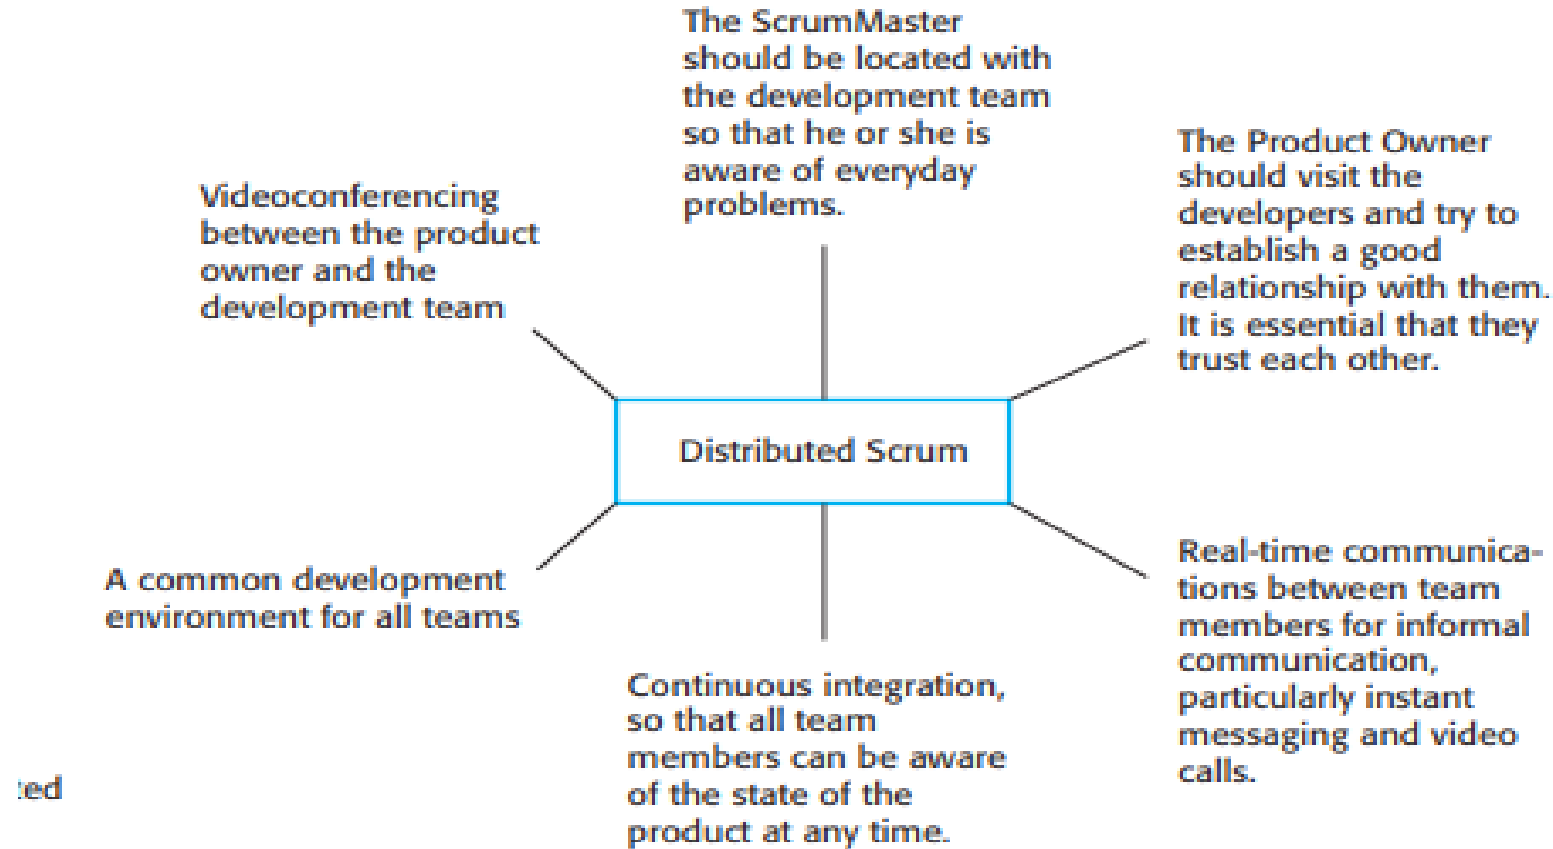 The ScrumMaster
should be located with
the development team
so that he or she is
aware of everyday
problems.
Videoconferencing
between the product
owner and the
development team
The Product Owner
should visit the
developers and try to
establish a good
relationship with them.
It is essential that they
trust each other.
Distributed Scrum
A common development
environment for all teams
Real-time communica-
tions between team
members for informal
communication,
particularly instant
messaging and video
calls.
Continuous integration,
so that all team
members can be aware
of the state of the
product at any time.